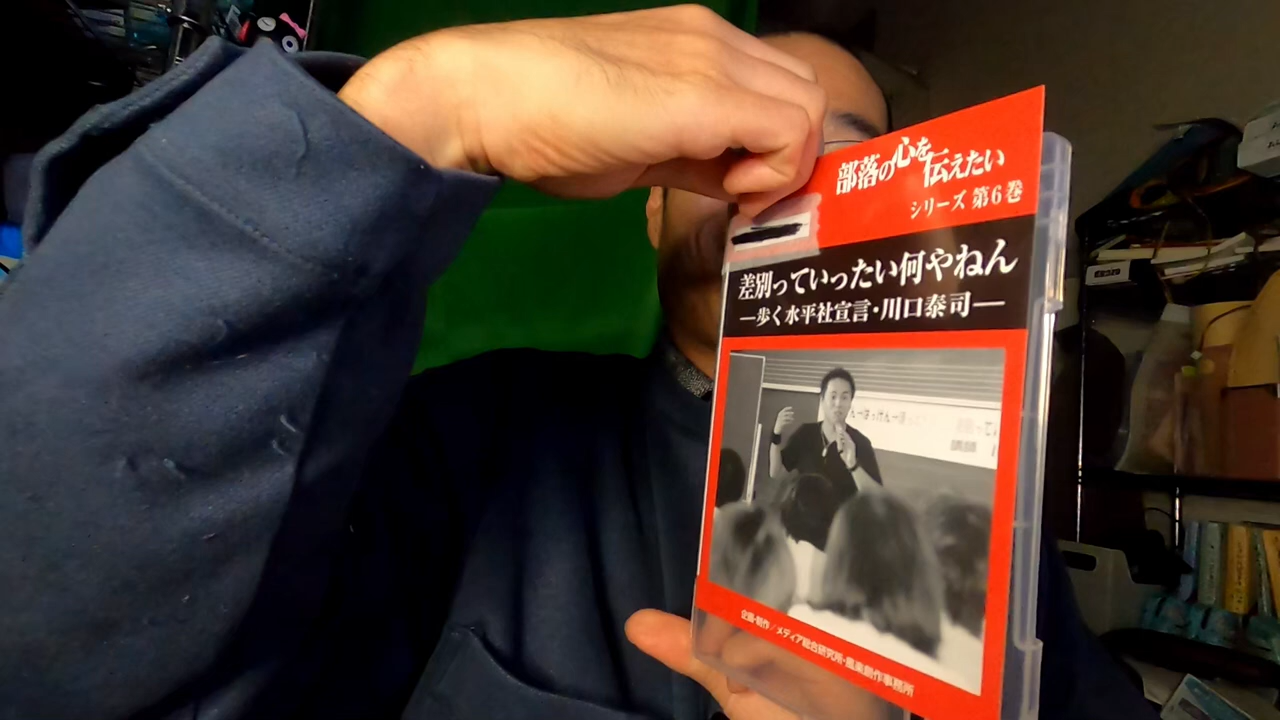 部落の心を伝えたい
シリーズ 第6巻
差別っていったい何やねん
―歩く水平社宣言・川口泰司―
講師
企画・制作／メディア総合研究所・風楽創作事務所